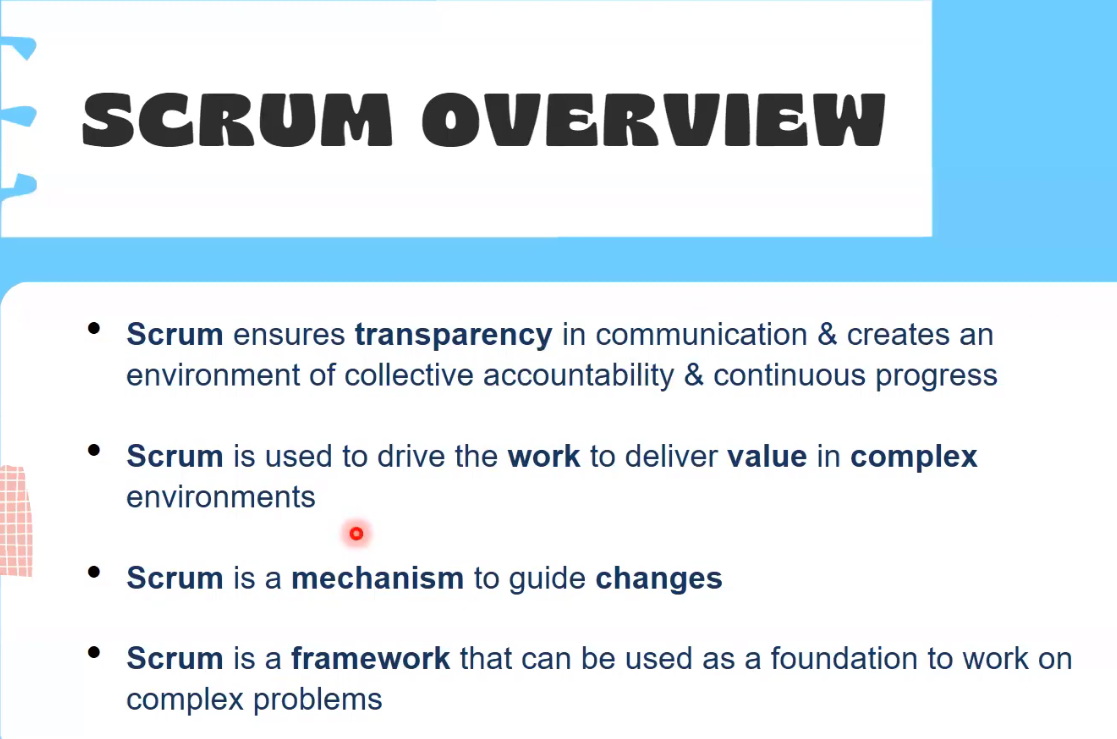 SCRUM OVERVIEW
• Scrum ensures transparency in communication & creates an
environment of collective accountability & continuous progress
• Scrum is used to drive the work to deliver value in complex
environments
• Scrum is a mechanism to guide changes
• Scrum is a framework that can be used as a foundation to work on
complex problems